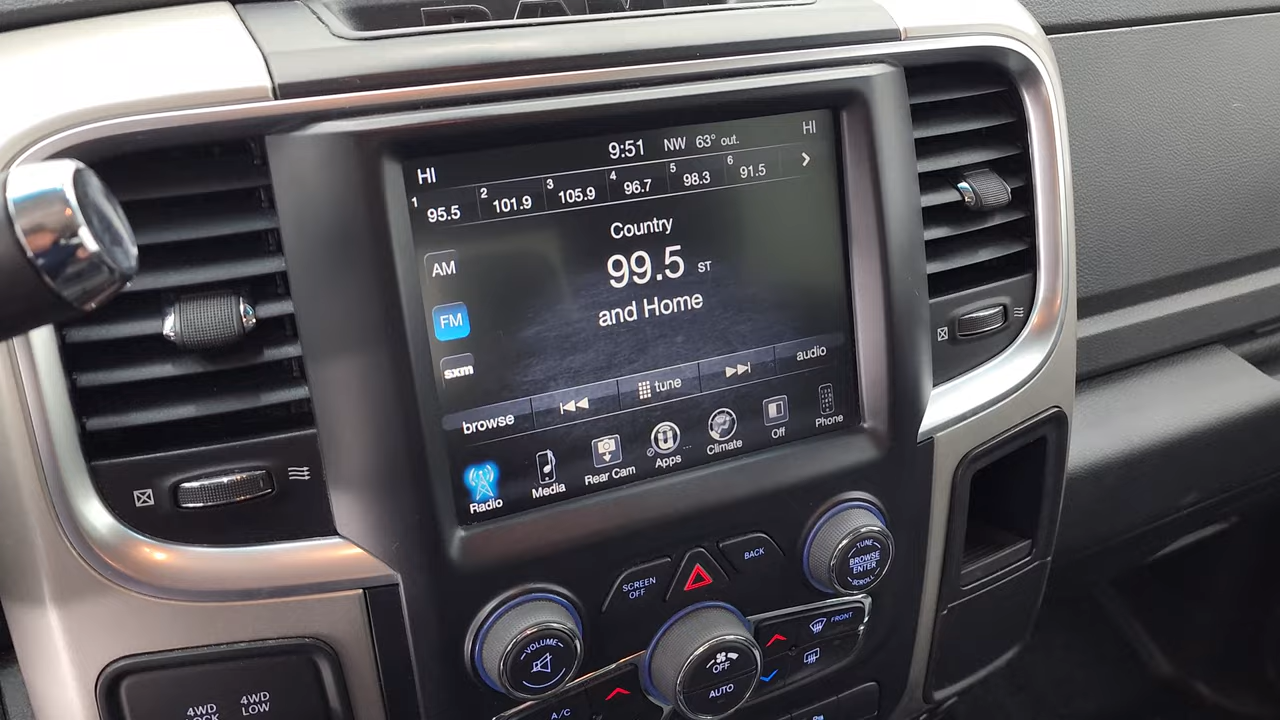 RAM
HI 9:51 NW 63° out. HI
1 95.5 2 101.9 3 105.9 4 96.7 5 98.3 6 91.5
Country
AM 99.5 ST
FM and Home
sxm
browse tune audio
Radio Media Rear Cam Apps Climate Off Phone
SCREEN OFF
BACK
TUNE
BROWSE
ENTER
SCROLL
VOLUME
OFF
AUTO
FRONT
A/C
4WD LOCK
4WD LOW